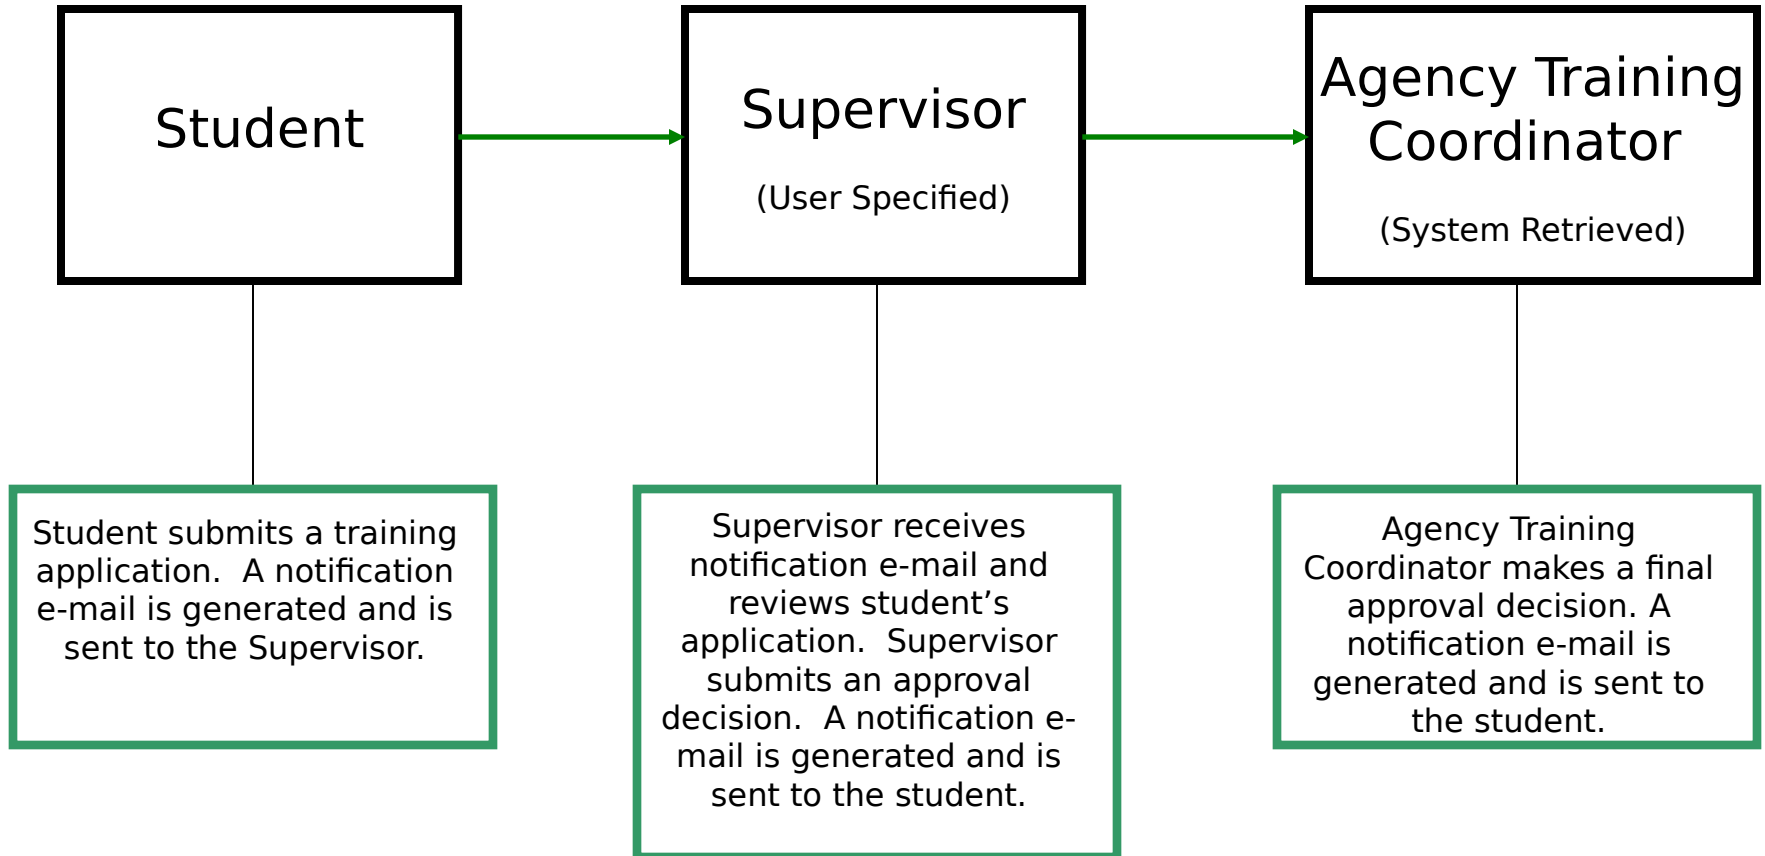 Student
Supervisor
(User Specified)
Agency Training
Coordinator
(System Retrieved)
Student submits a training
application.  A notification
e-mail is generated and is
sent to the Supervisor.
Supervisor receives
notification e-mail and
reviews student’s
application.  Supervisor
submits an approval
decision.  A notification e-
mail is generated and is
sent to the student.
Agency Training
Coordinator makes a final
approval decision. A
notification e-mail is
generated and is sent to
the student.